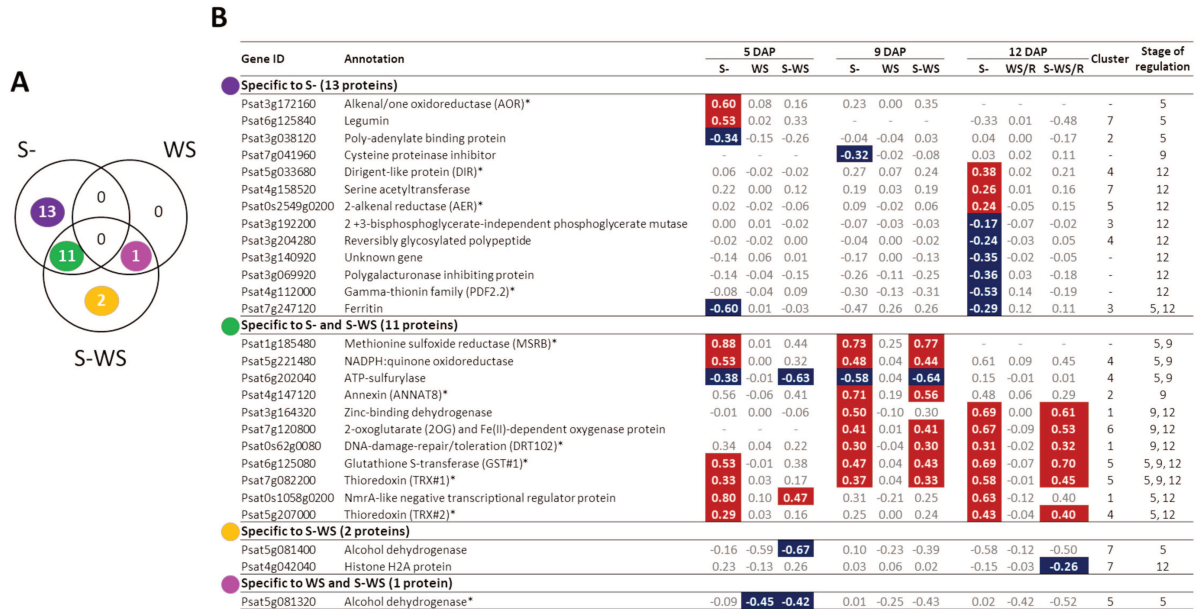 B
A
S-
WS
0
0
13
0
11
1
2
S-WS
5 DAP 9 DAP 12 DAP
Gene ID Annotation S- WS S-WS S- WS S-WS S- WS/R S-WS/R Cluster Stage of regulation
Specific to S- (13 proteins)
Psat3g172160 Alkenal/one oxidoreductase (AOR)* 0.60 0.08 0.16 0.23 0.00 0.35 - - - - 5
Psat6g125840 Legumin 0.53 0.02 0.33 - - - -0.33 0.01 -0.48 7 5
Psat3g038120 Poly-adenylate binding protein -0.34 -0.15 -0.26 -0.04 -0.04 0.03 0.04 0.00 -0.17 2 5
Psat7g041960 Cysteine proteinase inhibitor - - - -0.32 -0.02 -0.08 0.03 0.02 0.11 - 9
Psat5g033680 Dirigent-like protein (DIR)* 0.06 -0.02 -0.02 0.27 0.07 0.24 0.38 0.02 0.21 4 12
Psat4g158520 Serine acetyltransferase 0.22 0.00 0.12 0.19 0.03 0.19 0.26 0.01 0.16 7 12
Psat0s2549g0200 2-alkenal reductase (AER)* 0.02 -0.02 -0.06 0.09 -0.02 0.06 0.24 -0.05 0.15 5 12
Psat3g192200 2 +3-bisphosphoglycerate-independent phosphoglycerate mutase 0.00 0.01 -0.02 -0.07 -0.03 -0.03 -0.17 -0.07 -0.02 3 12
Psat3g204280 Reversibly glycosylated polypeptide -0.02 -0.02 0.00 -0.04 0.00 -0.02 -0.24 -0.03 0.05 4 12
Psat3g140920 Unknown gene -0.14 0.06 0.01 -0.17 0.00 -0.13 -0.35 -0.02 -0.05 - 12
Psat3g069920 Polygalacturonase inhibiting protein -0.14 -0.04 -0.15 -0.26 -0.11 -0.25 -0.36 0.03 -0.18 - 12
Psat4g112000 Gamma-thionin family (PDF2.2)* -0.08 -0.04 0.09 -0.30 -0.13 -0.31 -0.53 0.14 -0.19 - 12
Psat7g247120 Ferritin -0.60 0.01 -0.03 -0.47 0.26 0.26 -0.29 0.12 0.11 3 5, 12
Specific to S- and S-WS (11 proteins)
Psat1g185480 Methionine sulfoxide reductase (MSRB)* 0.88 0.01 0.44 0.73 0.25 0.77 - - - - 5, 9
Psat5g221480 NADPH:quinone oxidoreductase 0.53 0.00 0.32 0.48 0.04 0.44 0.61 0.09 0.45 4 5, 9
Psat6g202040 ATP-sulfurylase -0.38 -0.01 -0.63 -0.58 0.04 -0.64 0.15 -0.01 0.01 4 5, 9
Psat4g147120 Annexin (ANNAT8)* 0.56 -0.06 0.41 0.71 0.19 0.56 0.48 0.06 0.29 2 9
Psat3g164320 Zinc-binding dehydrogenase -0.01 0.00 -0.06 0.50 -0.10 0.30 0.69 0.00 0.61 1 9, 12
Psat7g120800 2-oxoglutarate (2OG) and Fe(II)-dependent oxygenase protein - - - 0.41 0.01 0.41 0.67 -0.09 0.53 6 9, 12
Psat0s62g0080 DNA-damage-repair/toleration (DRT102)* 0.34 0.04 0.22 0.30 -0.04 0.30 0.31 -0.02 0.32 1 9, 12
Psat6g125080 Glutathione S-transferase (GST#1)* 0.53 -0.01 0.38 0.47 0.04 0.43 0.69 -0.07 0.70 5 5, 9, 12
Psat7g082200 Thioredoxin (TRX#1)* 0.33 0.03 0.17 0.37 0.04 0.33 0.58 -0.01 0.45 5 5, 9, 12
Psat0s1058g0200 NmrA-like negative transcriptional regulator protein 0.80 0.10 0.47 0.31 -0.21 0.25 0.63 -0.12 0.40 1 5, 12
Psat5g207000 Thioredoxin (TRX#2)* 0.29 0.03 0.16 0.25 0.00 0.24 0.43 -0.04 0.40 4 5, 12
Specific to S-WS (2 proteins)
Psat5g081400 Alcohol dehydrogenase -0.16 -0.59 -0.67 0.10 -0.23 -0.39 -0.58 -0.12 -0.50 7 5
Psat4g042040 Histone H2A protein 0.23 -0.13 0.26 0.03 0.06 0.02 -0.15 -0.03 -0.26 7 12
Specific to WS and S-WS (1 protein)
Psat5g081320 Alcohol dehydrogenase* -0.09 -0.45 -0.42 0.01 -0.25 -0.43 0.02 -0.42 -0.52 5 5